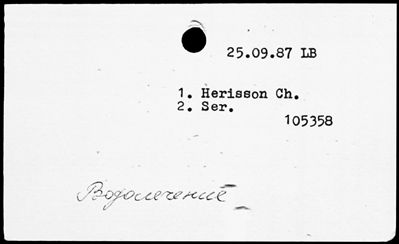 25.09.87 LB
1. Herisson Ch.
2. Ser.
105358
Водолечение